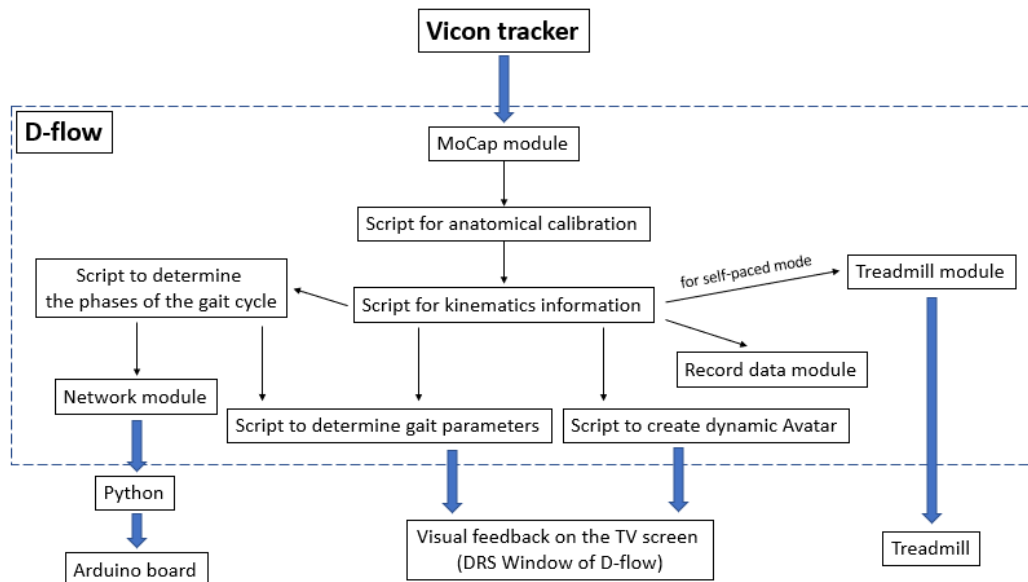 Vicon tracker
D-flow
MoCap module
Script for anatomical calibration
Script to determine
the phases of the gait cycle
Script for kinematics information
for self-paced mode
Treadmill module
Record data module
Network module
Script to determine gait parameters
Script to create dynamic Avatar
Python
Visual feedback on the TV screen
(DRS Window of D-flow)
Treadmill
Arduino board